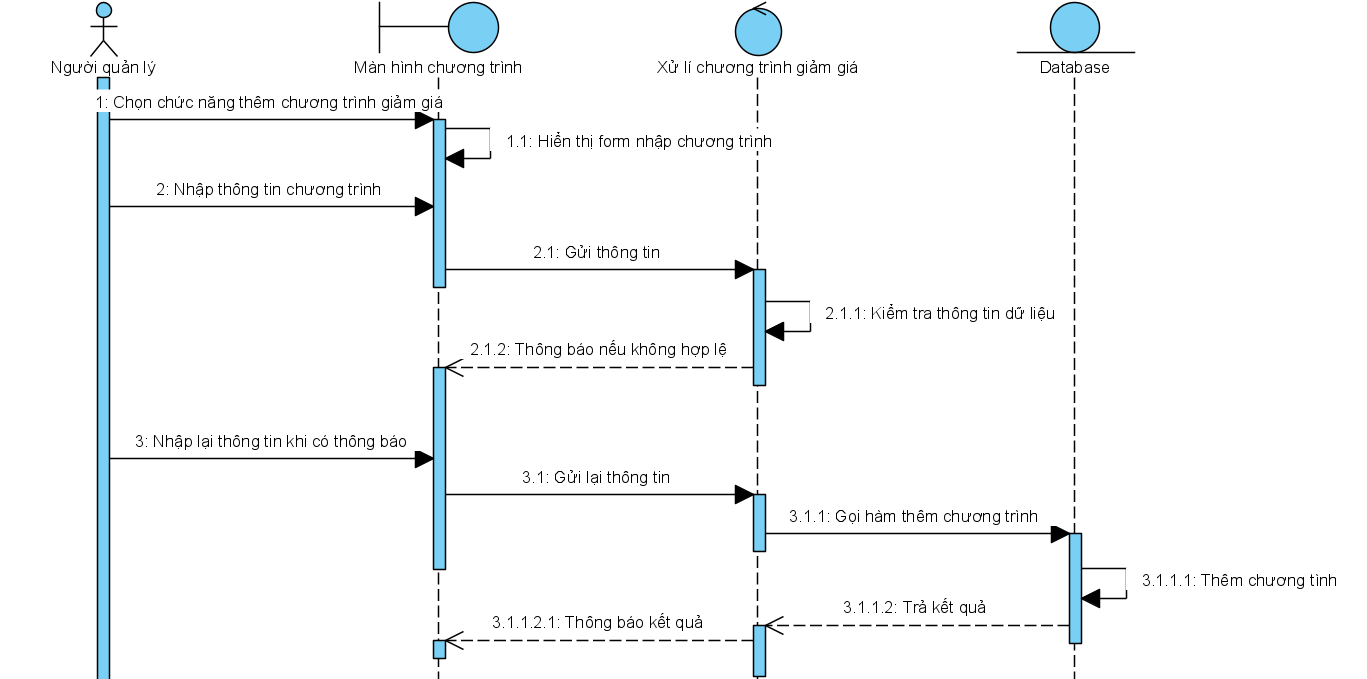 Người quản lý
Màn hình chương trình
Xử lí chương trình giảm giá
Database
1: Chọn chức năng thêm chương trình giảm giá
1.1: Hiển thị form nhập chương trình
2: Nhập thông tin chương trình
2.1: Gửi thông tin
2.1.1: Kiểm tra thông tin dữ liệu
2.1.2: Thông báo nếu không hợp lệ
3: Nhập lại thông tin khi có thông báo
3.1: Gửi lại thông tin
3.1.1: Gọi hàm thêm chương trình
3.1.1.1: Thêm chương tình
3.1.1.2: Trả kết quả
3.1.1.2.1: Thông báo kết quả